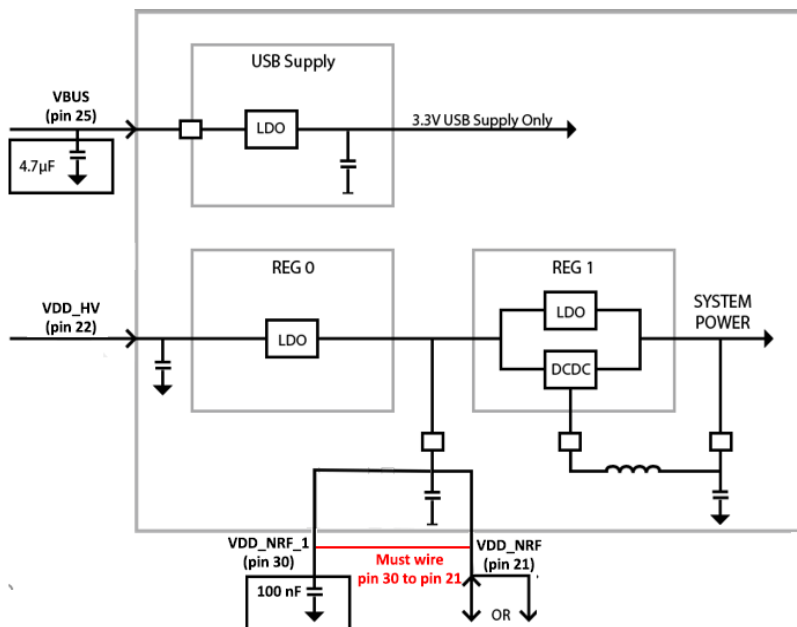 USB Supply
VBUS
(pin 25)
LDO
3.3V USB Supply Only
4.7µF
REG 0
REG 1
VDD_HV
(pin 22)
LDO
LDO
DCDC
SYSTEM
POWER
VDD_NRF_1
(pin 30)
Must wire
pin 30 to pin 21
VDD_NRF
(pin 21)
100 nF
OR